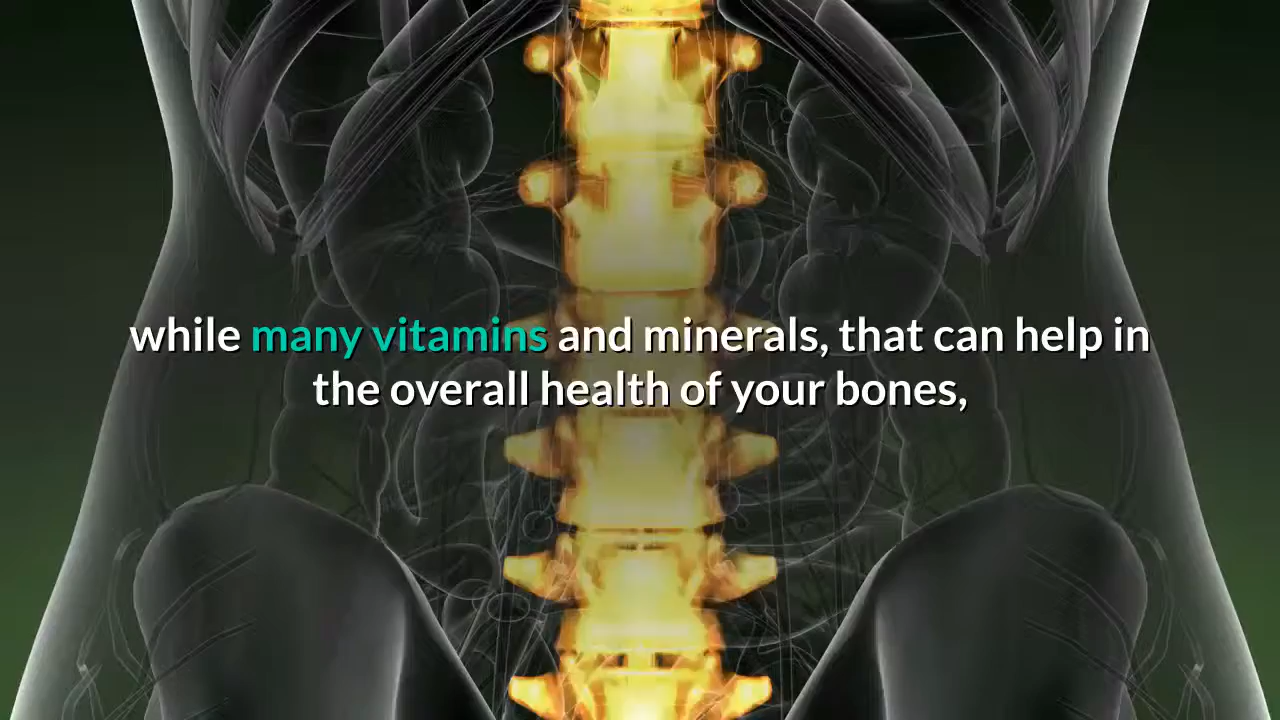 while many vitamins and minerals, that can help in
the overall health of your bones,